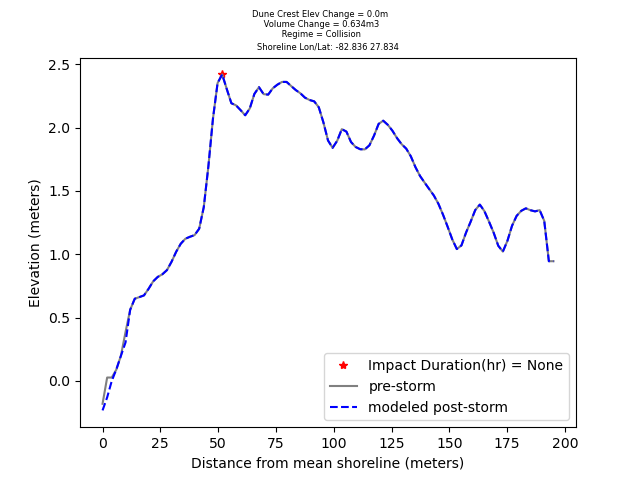 Dune Crest Elev Change = 0.0m
Volume Change = 0.634m3
Regime = Collision
Shoreline Lon/Lat: -82.836 27.834
2.5
2.0
1.5
1.0
0.5
0.0
Elevation (meters)
Impact Duration(hr) = None
pre-storm
modeled post-storm
0 25 50 75 100 125 150 175 200
Distance from mean shoreline (meters)